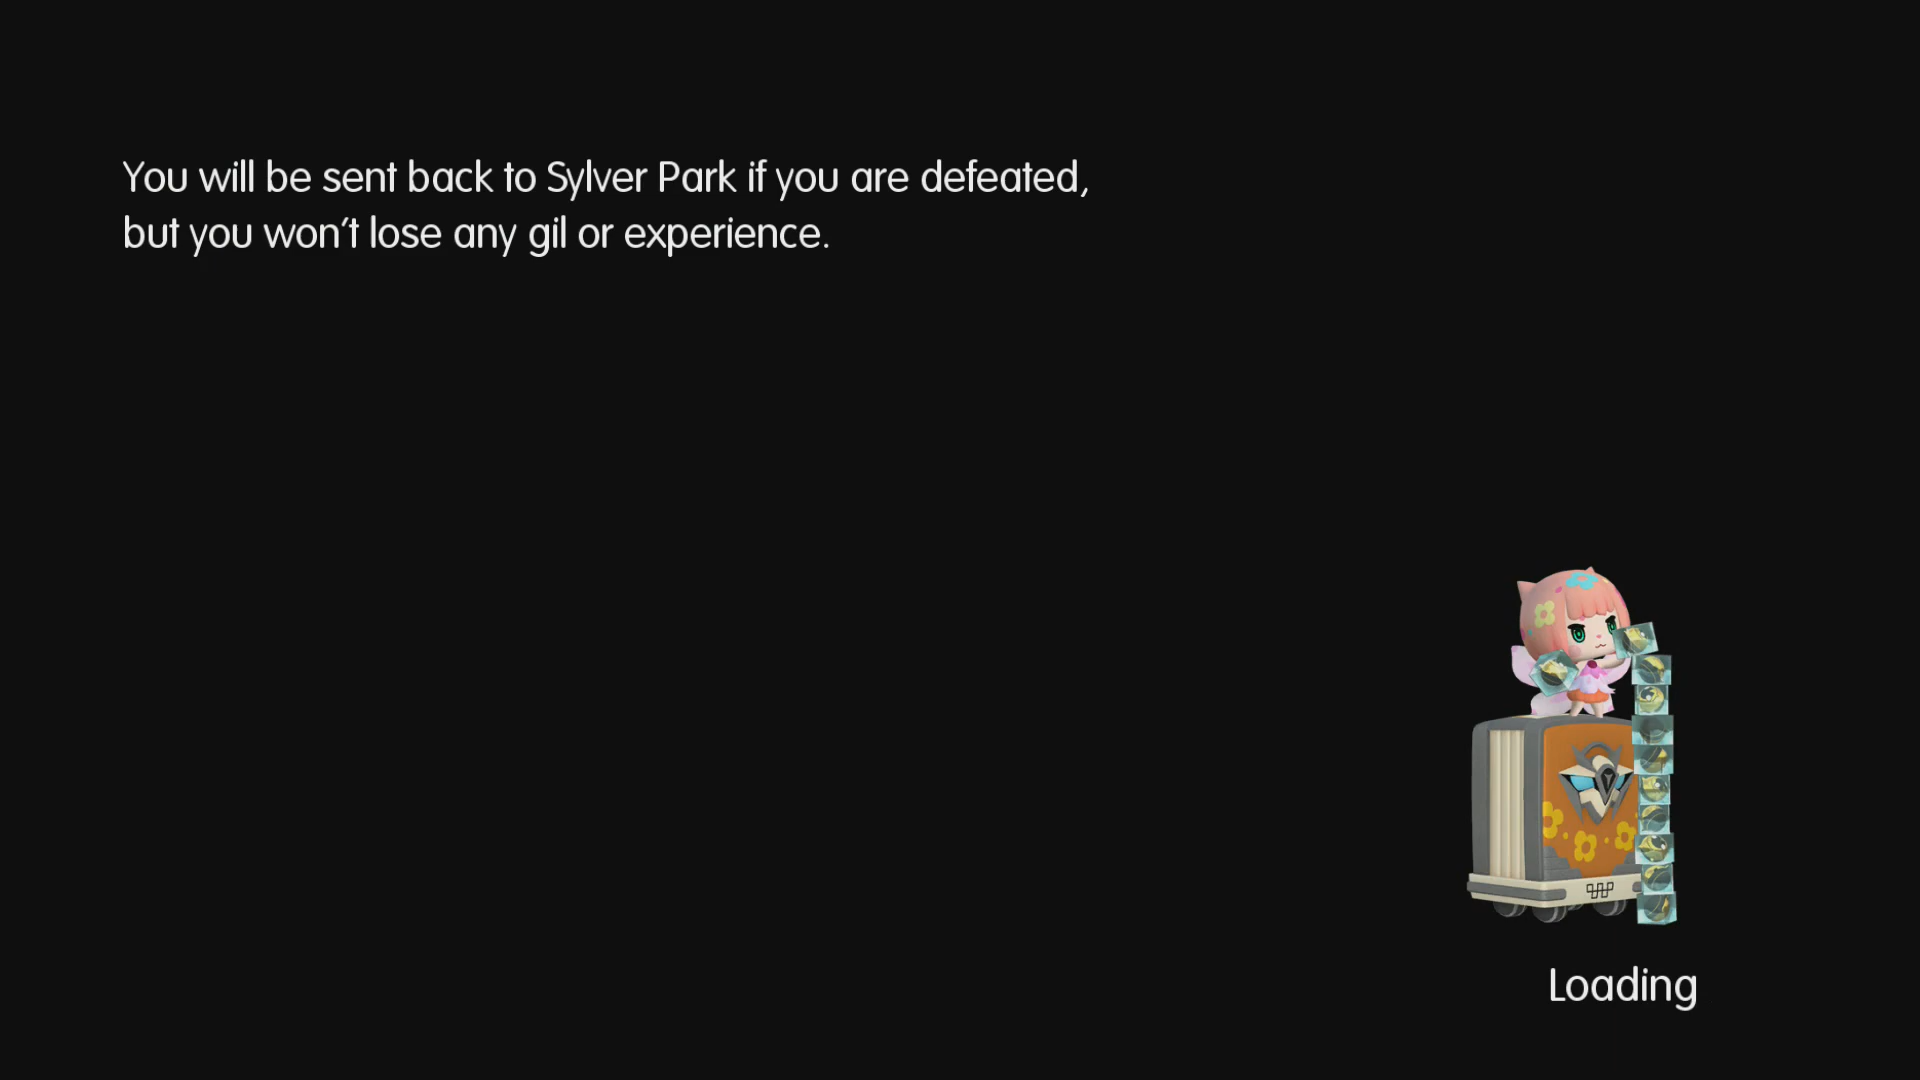 You will be sent back to Sylver Park if you are defeated,
but you won't lose any gil or experience.
Loading